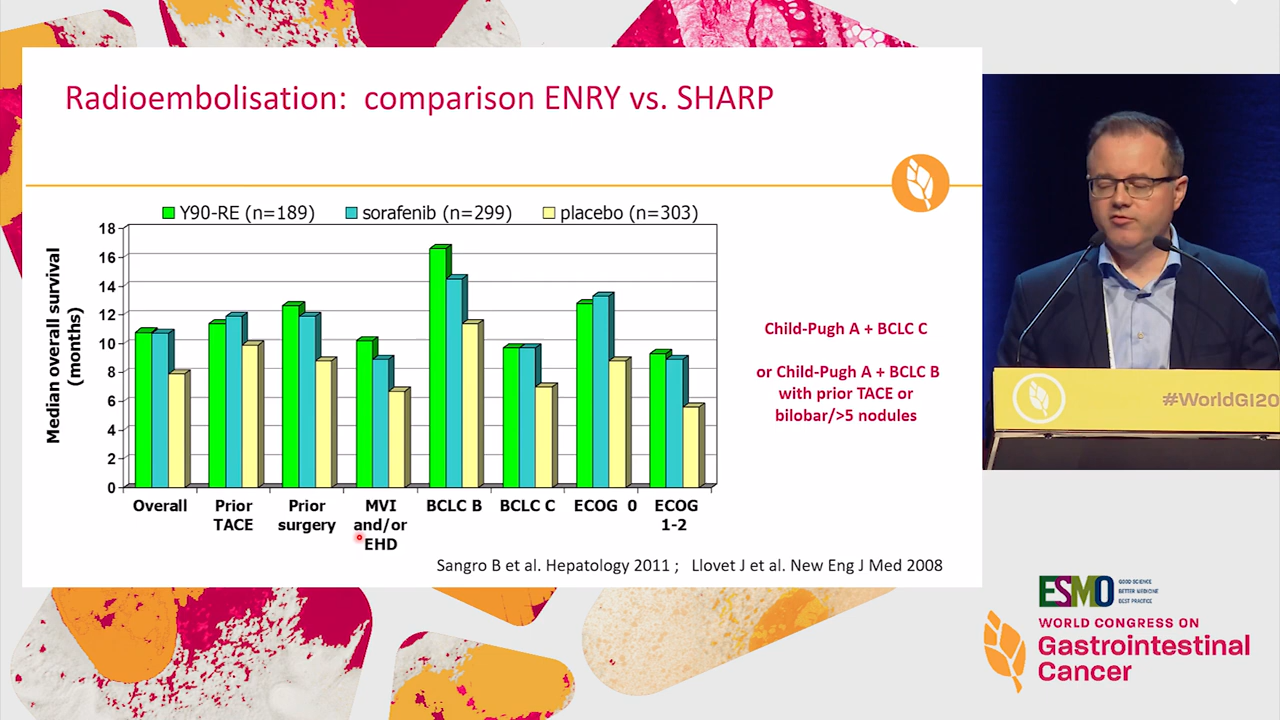 Radioembolisation: comparison ENRY vs. SHARP
Y90-RE (n=189) sorafenib (n=299) placebo (n=303)
Median overall survival
(months)
18
16
14
12
10
8
6
4
2
0
Overall
Prior
TACE
Prior
surgery
MVI
and/or
EHD
BCLC B
BCLC C
ECOG 0
ECOG
1-2
Child-Pugh A + BCLC C
or Child-Pugh A + BCLC B
with prior TACE or
bilobar/>5 nodules
Sangro B et al. Hepatology 2011 ; Llovet J et al. New Eng J Med 2008
#WorldGI20
ESMO
GOOD SCIENCE
BETTER MEDICINE
BEST PRACTICE
WORLD CONGRESS ON
Gastrointestinal
Cancer